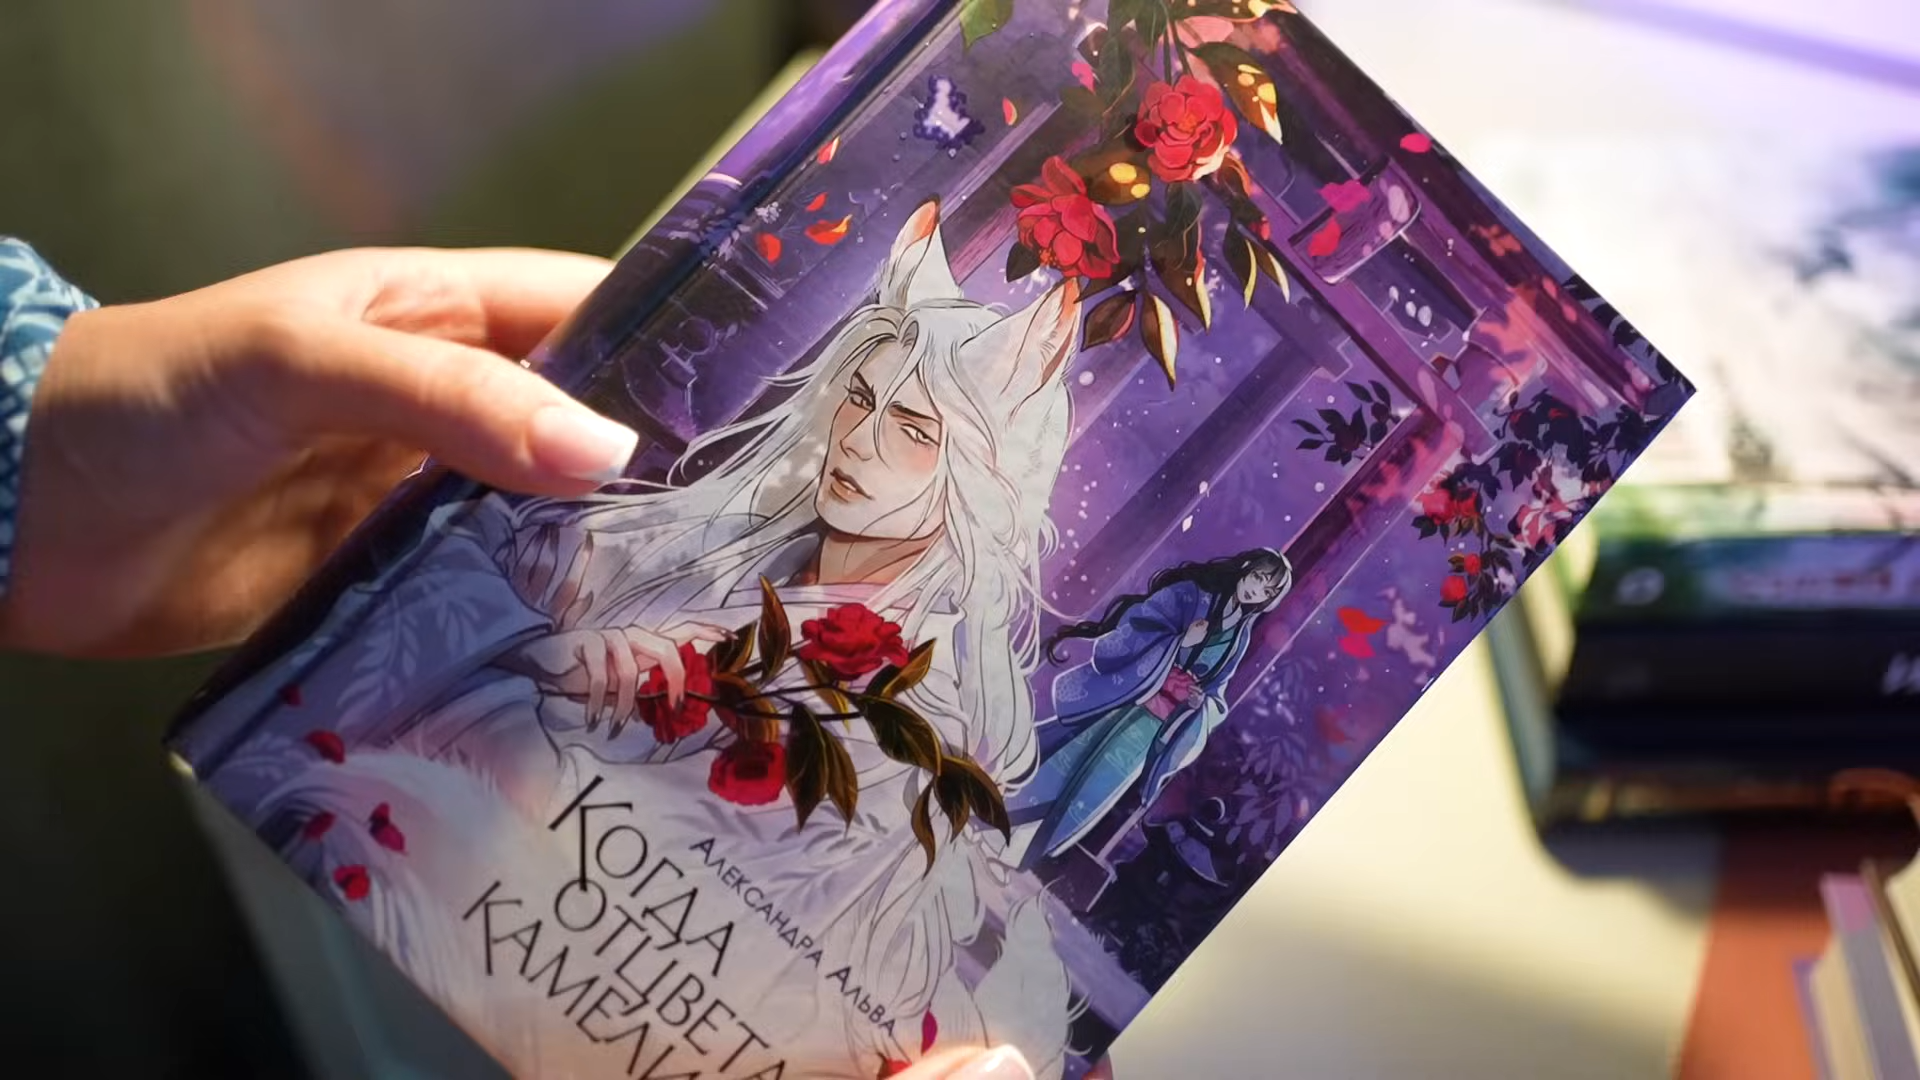 Александра Альва
Когда
отцвета
камели